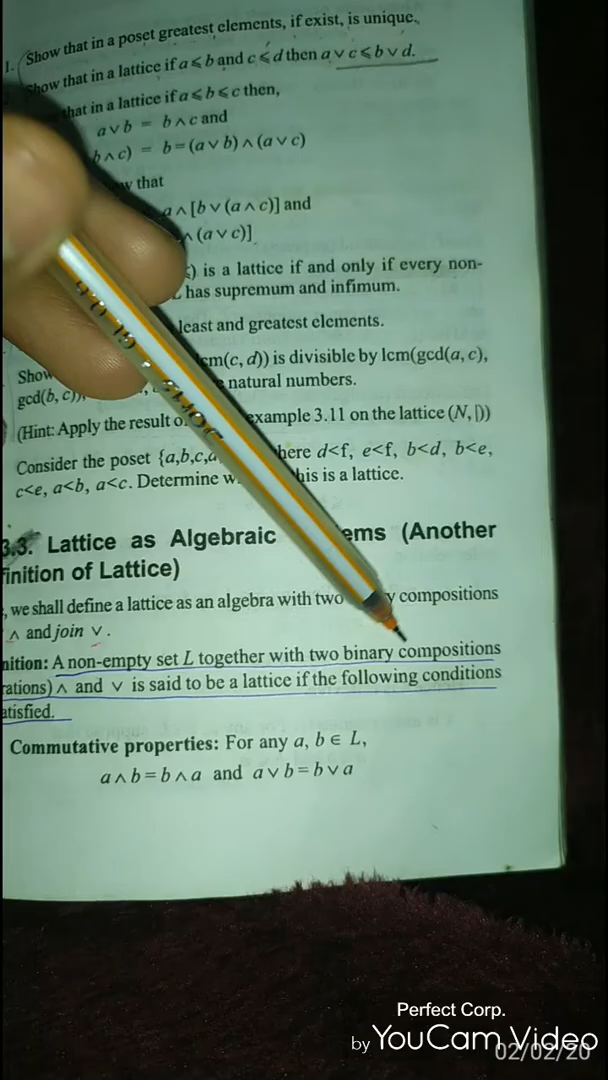 1. Show that in a poset greatest elements, if exist, is unique.
Show that in a lattice if a ⩽ b and c ⩽ d then a ∨ c ⩽ b ∨ d.
that in a lattice if a ⩽ b ⩽ c then,
a ∨ b = b ∧ c and
b ∧ c) = b = (a ∨ b) ∧ (a ∨ c)
that
a ∧ [b ∨ (a ∧ c)] and
∧ (a ∨ c)]
) is a lattice if and only if every non-
has supremum and infimum.
least and greatest elements.
Show cm(c, d)) is divisible by lcm(gcd(a, c),
gcd(b, c)), natural numbers.
(Hint: Apply the result example 3.11 on the lattice (N, |))
Consider the poset {a,b,c, here d<f, e<f, b<d, b<e,
c<e, a<b, a<c. Determine his is a lattice.
3.3. Lattice as Algebraic ems (Another
finition of Lattice)
, we shall define a lattice as an algebra with two y compositions
∧ and join ∨ .
nition: A non-empty set L together with two binary compositions
rations) ∧ and ∨ is said to be a lattice if the following conditions
atisfied.
Commutative properties: For any a, b ∈ L,
a ∧ b = b ∧ a and a ∨ b = b ∨ a
Perfect Corp.
by YouCam Video
02/02/20